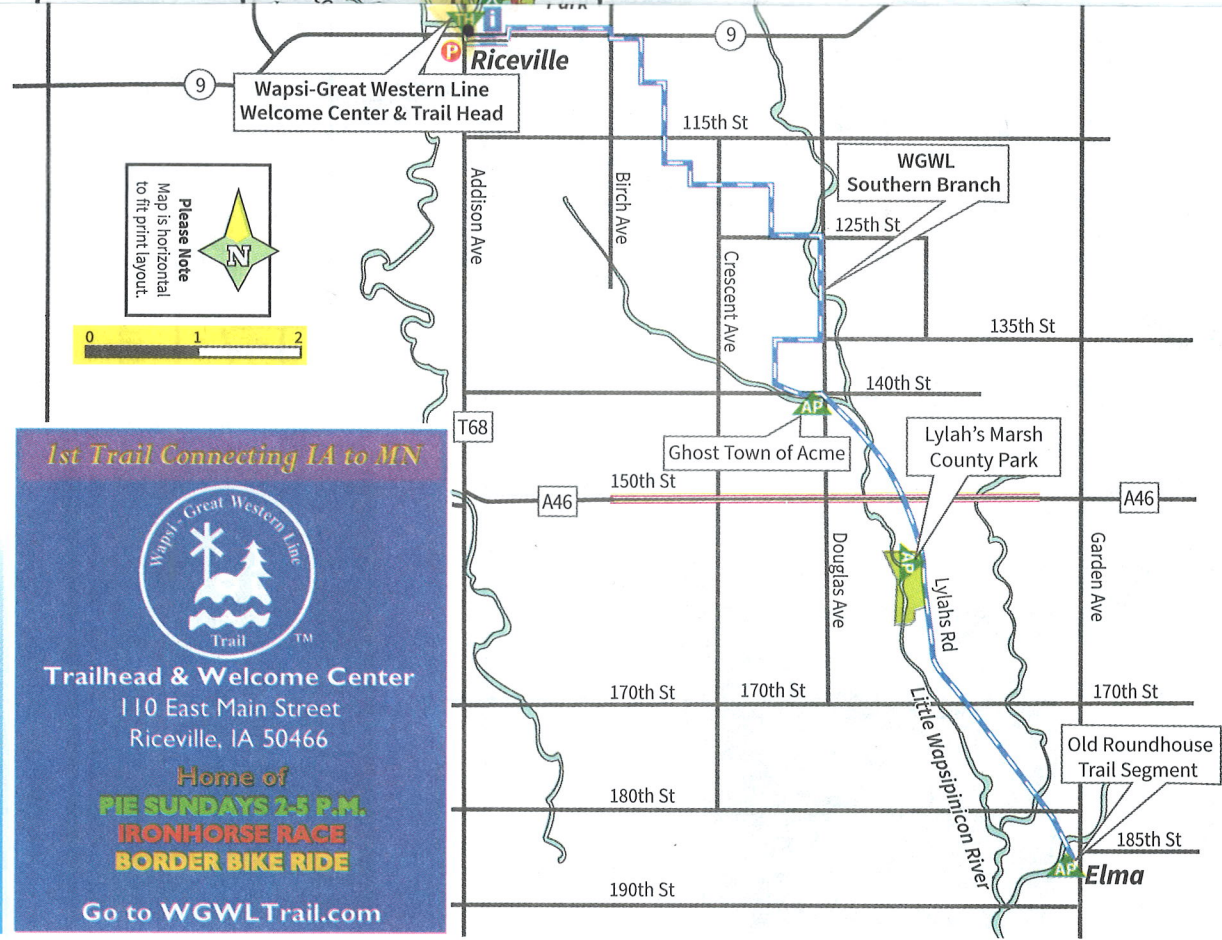 Park
TH
i
P
Riceville
9
9
Wapsi-Great Western Line
Welcome Center & Trail Head
115th St
WGWL
Southern Branch
Please Note
Map is horizontal
to fit print layout.
N
Addison Ave
Birch Ave
125th St
Crescent Ave
0 1 2
135th St
140th St
AP
T68
Ghost Town of Acme
Lylah's Marsh
County Park
150th St
A46
A46
AP
Douglas Ave
Lylahs Rd
Garden Ave
170th St
170th St
170th St
Little Wapsipinicon River
Old Roundhouse
Trail Segment
180th St
185th St
AP
Elma
190th St
1st Trail Connecting IA to MN
Wapsi - Great Western Line
Trail
TM
Trailhead & Welcome Center
110 East Main Street
Riceville, IA 50466
Home of
PIE SUNDAYS 2-5 P.M.
IRONHORSE RACE
BORDER BIKE RIDE
Go to WGWLTrail.com